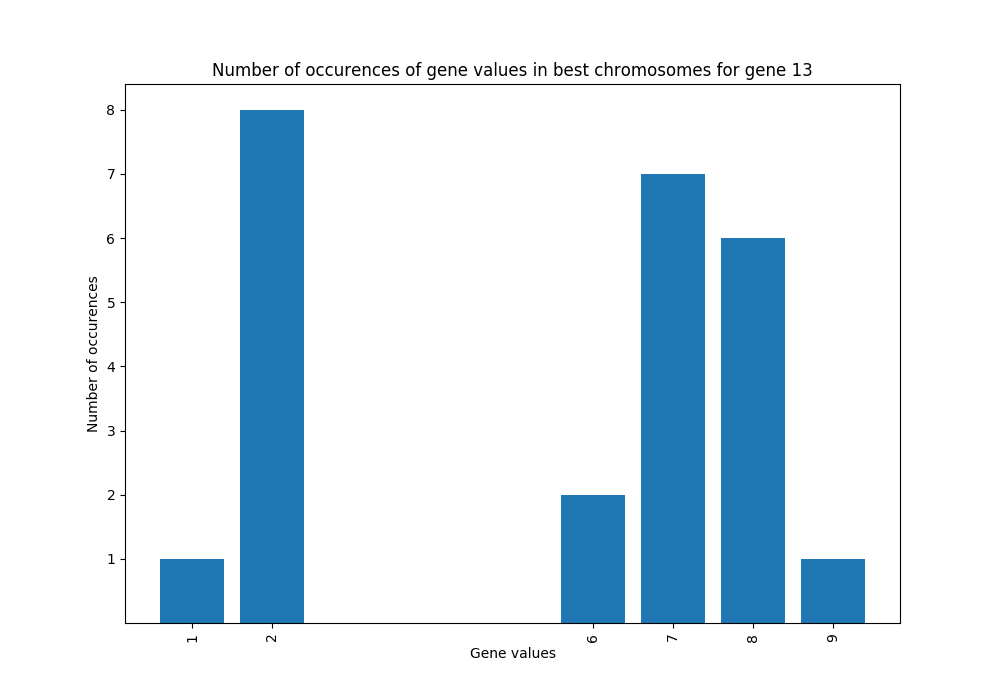 Number of occurences of gene values in best chromosomes for gene 13
8
7
6
5
4
3
2
1
Number of occurences
1 2 6 7 8 9
Gene values